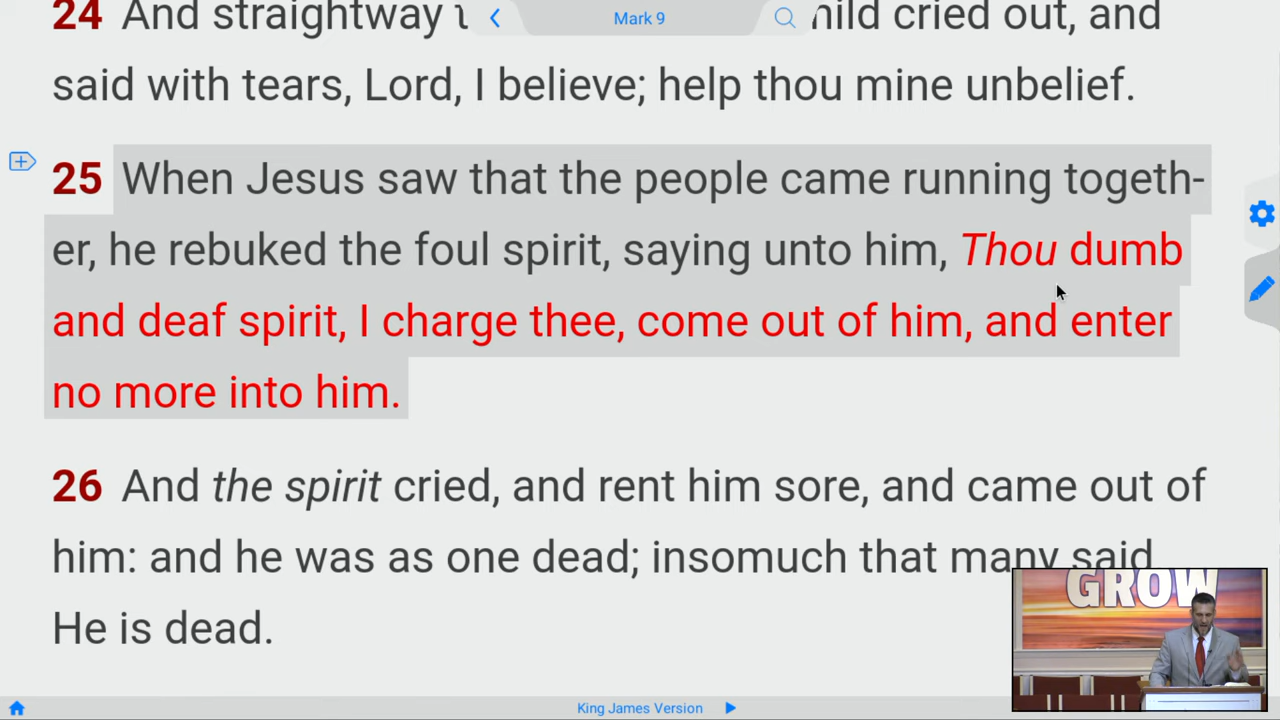 Mark 9
24 And straightway hild cried out, and
said with tears, Lord, I believe; help thou mine unbelief.
25 When Jesus saw that the people came running togeth-
er, he rebuked the foul spirit, saying unto him, Thou dumb
and deaf spirit, I charge thee, come out of him, and enter
no more into him.
26 And the spirit cried, and rent him sore, and came out of
him: and he was as one dead; insomuch that many said,
He is dead.
GROW
King James Version